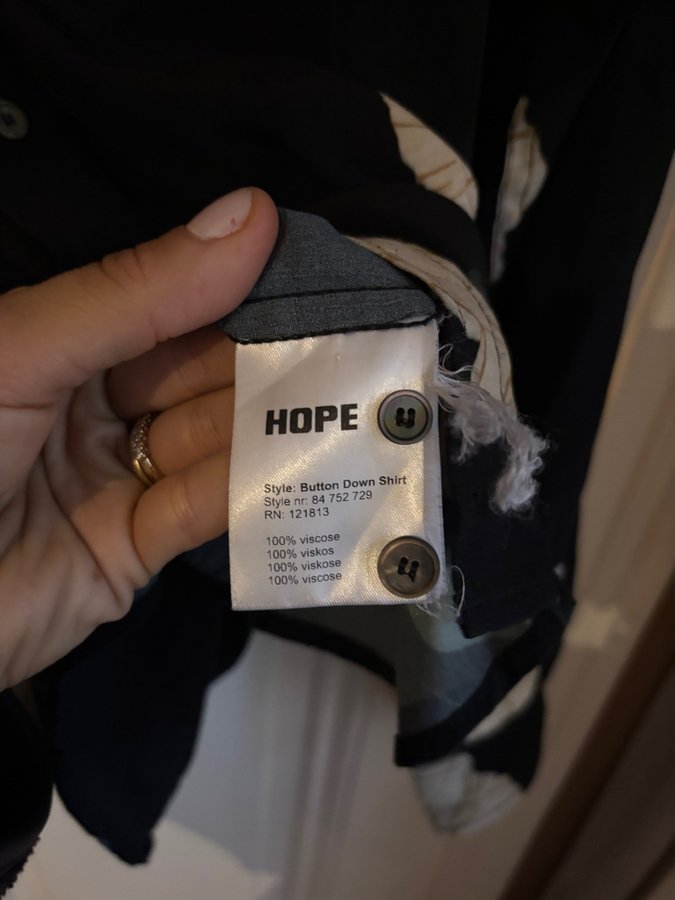 HOPE
Style: Button Down Shirt
Style nr: 84 752 729
RN: 121813
100% viscose
100% viskos
100% viskose
100% viscose